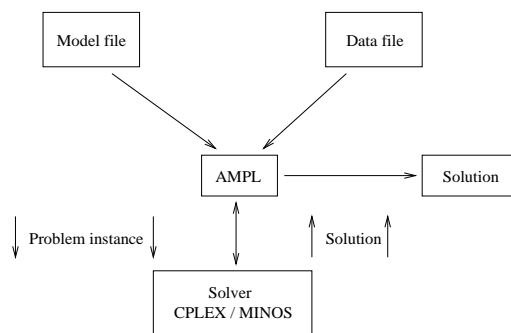 Model file
Data file
AMPL
Solution
Problem instance
Solution
Solver
CPLEX / MINOS